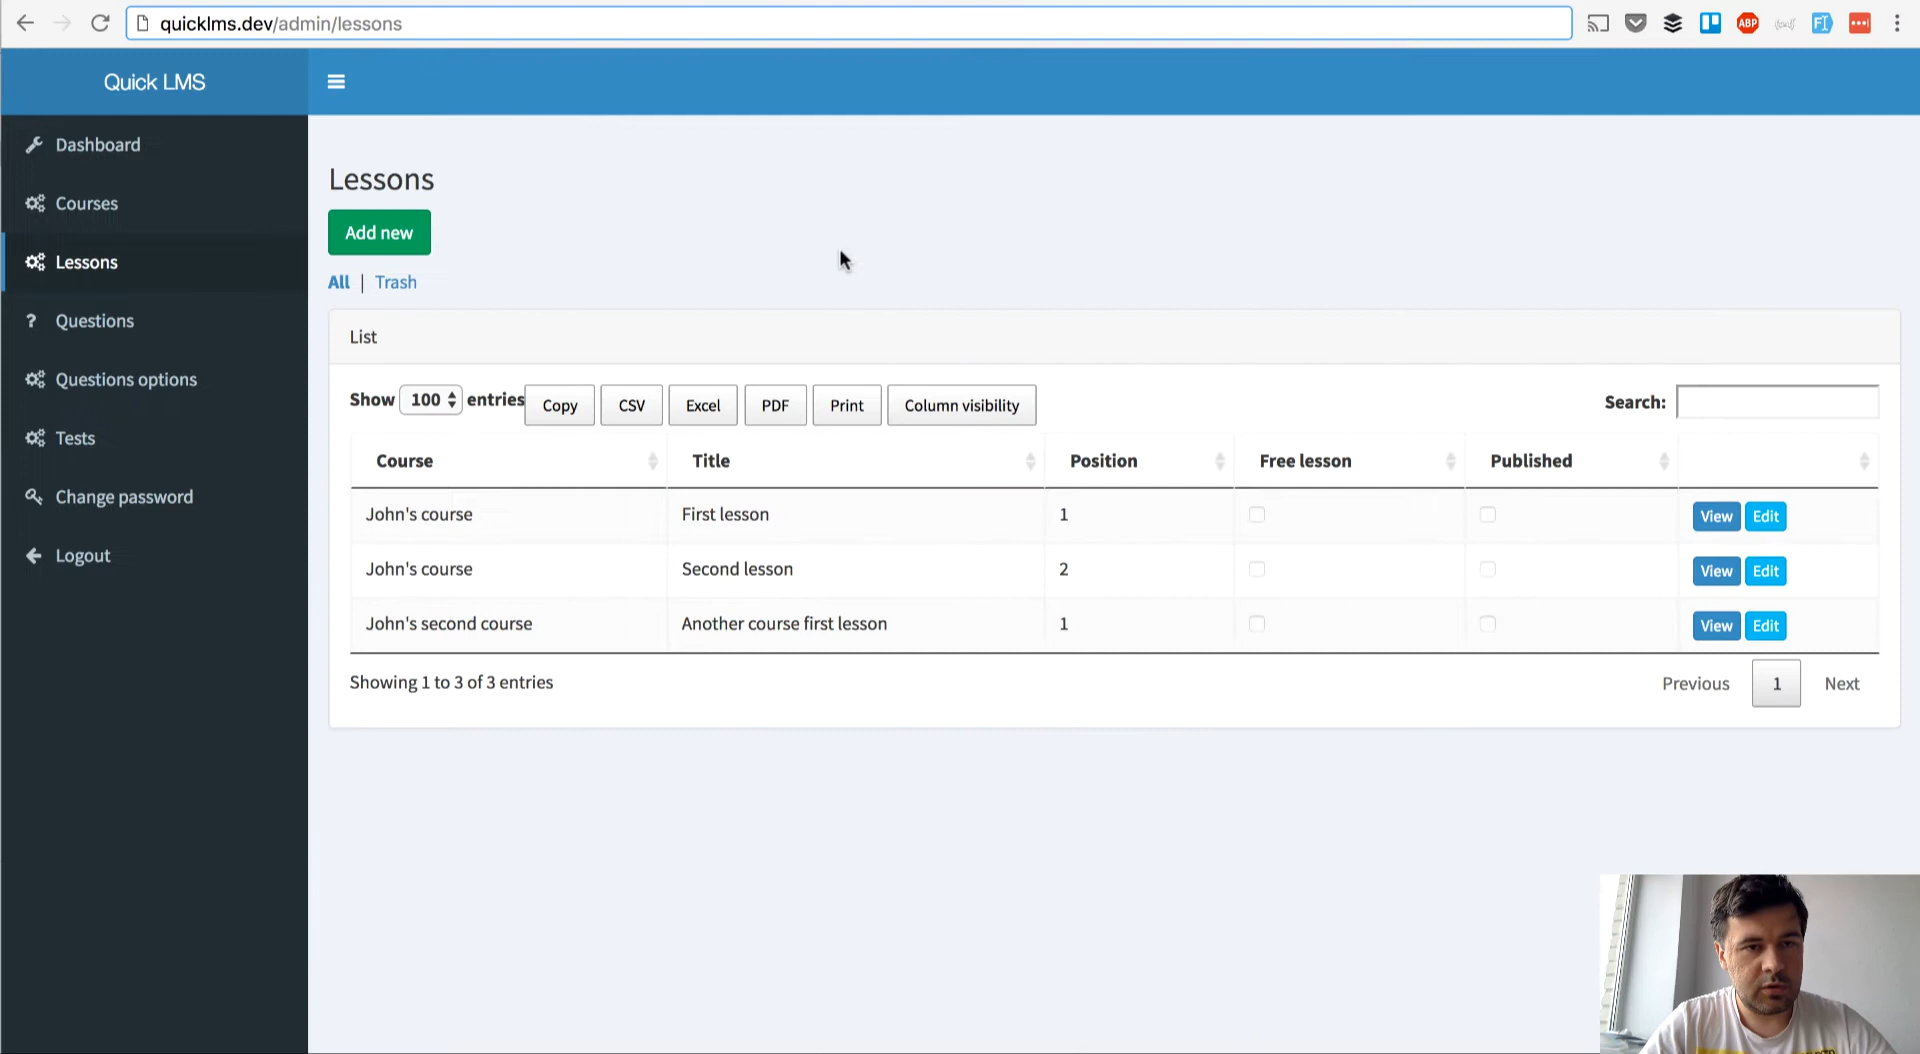 quicklms.dev/admin/lessons
ABP
Quick LMS
Dashboard
Courses
Lessons
? Questions
Questions options
Tests
Change password
Logout
Lessons
Add new
All | Trash
List
Show 100 entries Copy CSV Excel PDF Print Column visibility Search:
Course Title Position Free lesson Published
John's course First lesson 1 View Edit
John's course Second lesson 2 View Edit
John's second course Another course first lesson 1 View Edit
Showing 1 to 3 of 3 entries Previous 1 Next